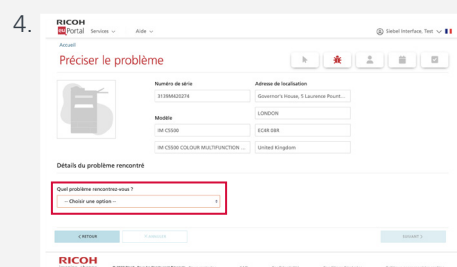 4.
RICOH
myPortal Services Aide Siebel Interface, Test
Accueil
Préciser le problème
Numéro de série Adresse de localisation
3139M420274 Governor's House, 5 Laurence Pount...
Modèle LONDON
IM C5500 EC4R 0BR
IM C5500 COLOUR MULTIFUNCTION ... United Kingdom
Détails du problème rencontré
Quel problème rencontrez-vous ?
-- Choisir une option --
< RETOUR SUIVANT >
RICOH